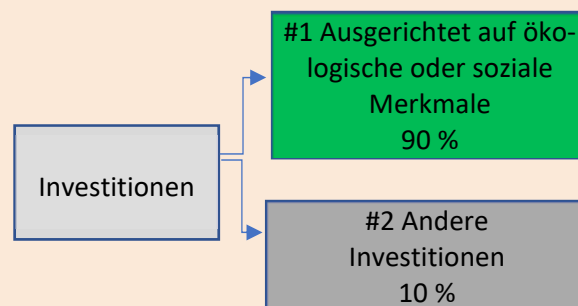 #1 Ausgerichtet auf öko-
logische oder soziale
Merkmale
90 %
Investitionen
#2 Andere
Investitionen
10 %